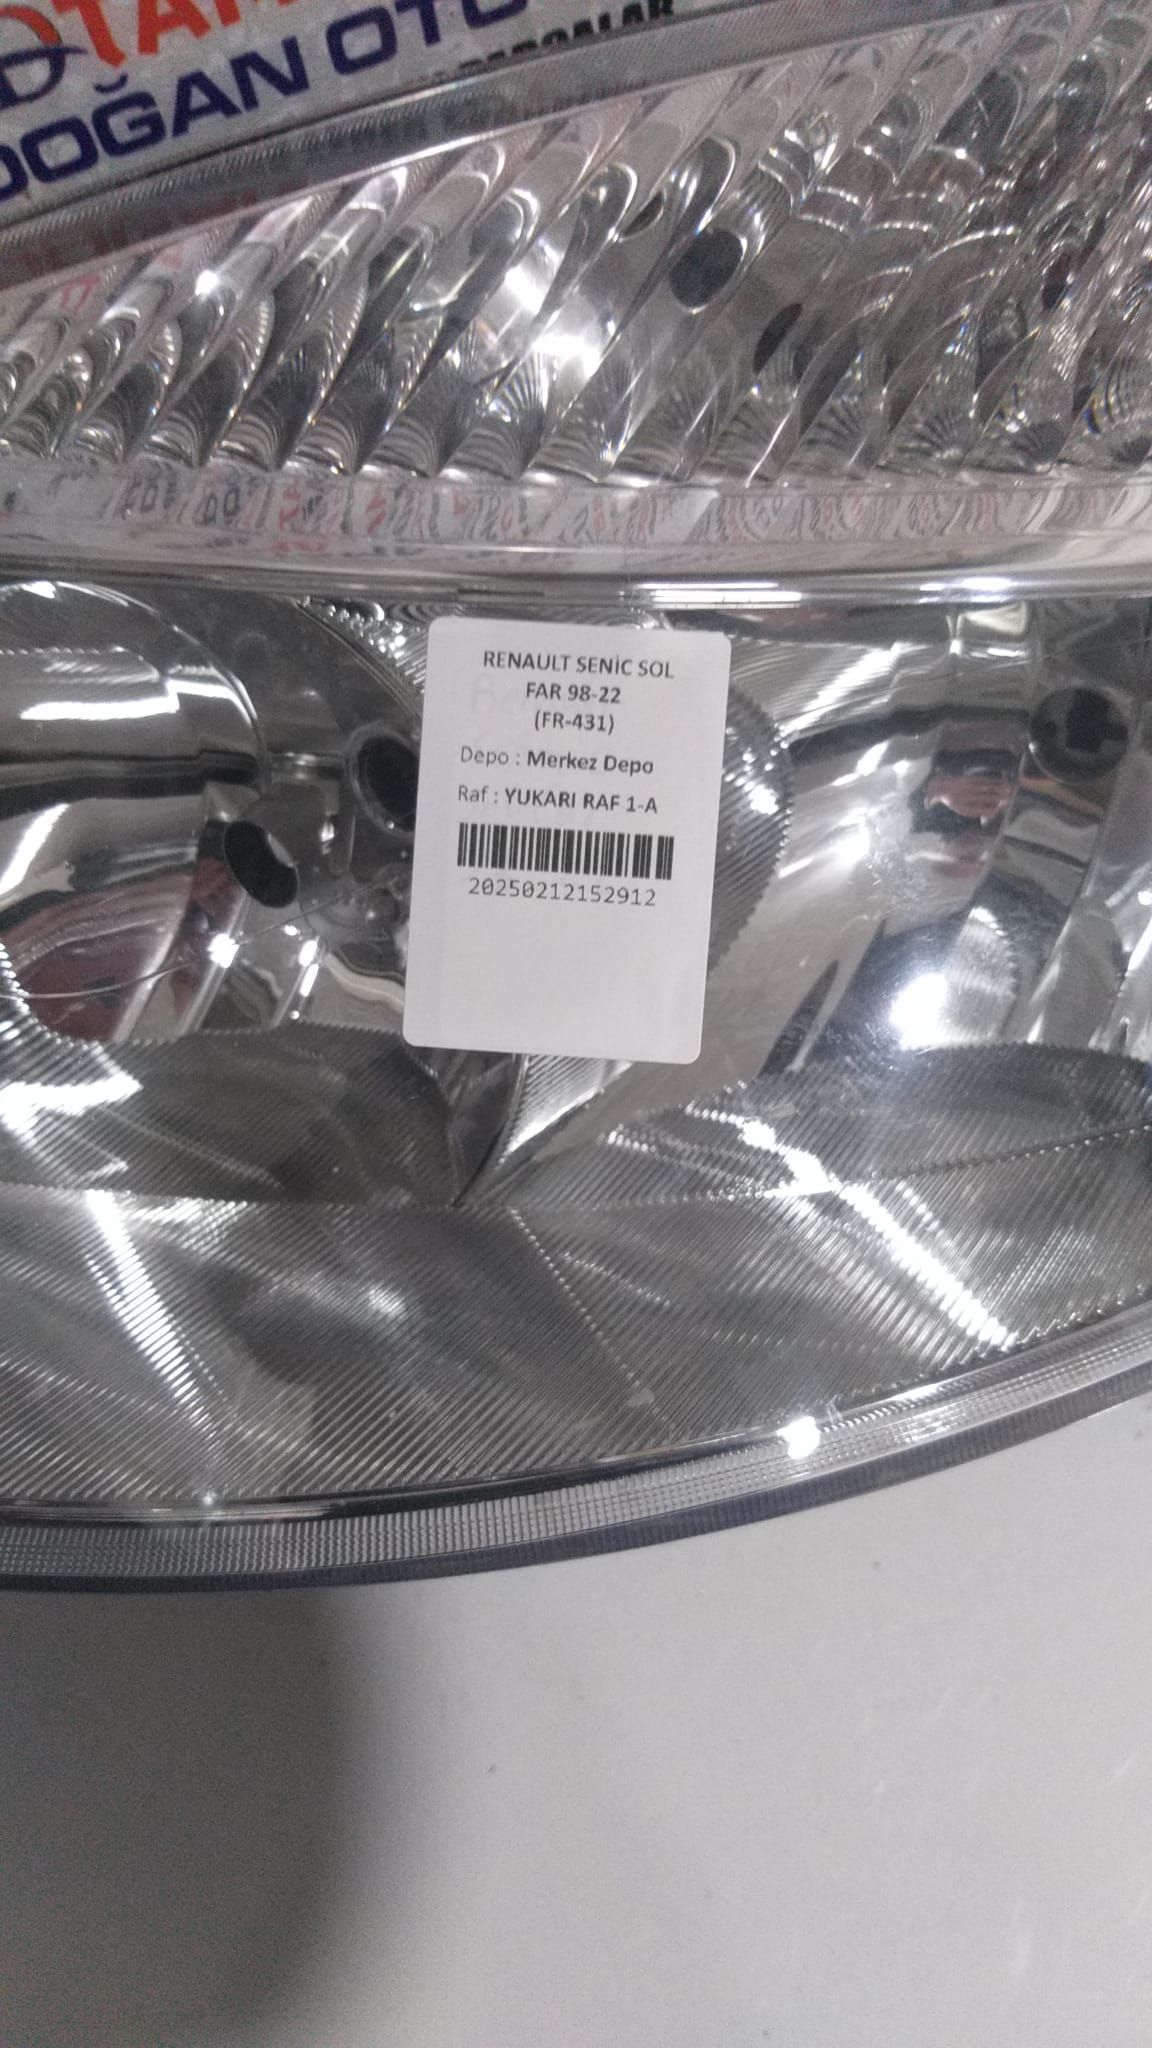 DOĞAN OTO
RENAULT SENİC SOL
FAR 98-22
(FR-431)
Depo : Merkez Depo
Raf : YUKARI RAF 1-A
20250212152912